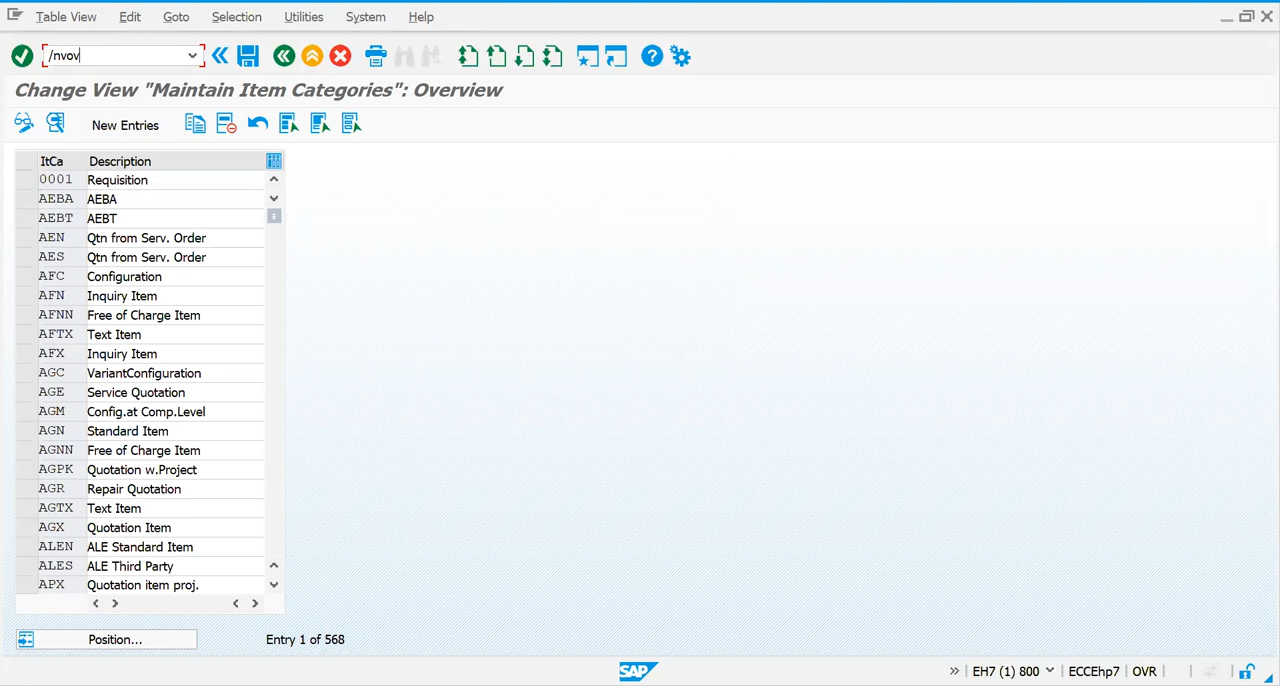 Table View Edit Goto Selection Utilities System Help
/nvov
Change View "Maintain Item Categories": Overview
New Entries
ItCa Description
0001 Requisition
AEBA AEBA
AEBT AEBT
AEN Qtn from Serv. Order
AES Qtn from Serv. Order
AFC Configuration
AFN Inquiry Item
AFNN Free of Charge Item
AFTX Text Item
AFX Inquiry Item
AGC VariantConfiguration
AGE Service Quotation
AGM Config.at Comp.Level
AGN Standard Item
AGNN Free of Charge Item
AGPK Quotation w.Project
AGR Repair Quotation
AGTX Text Item
AGX Quotation Item
ALEN ALE Standard Item
ALES ALE Third Party
APX Quotation item proj.
Position... Entry 1 of 568
SAP EH7 (1) 800 ECCEhp7 OVR